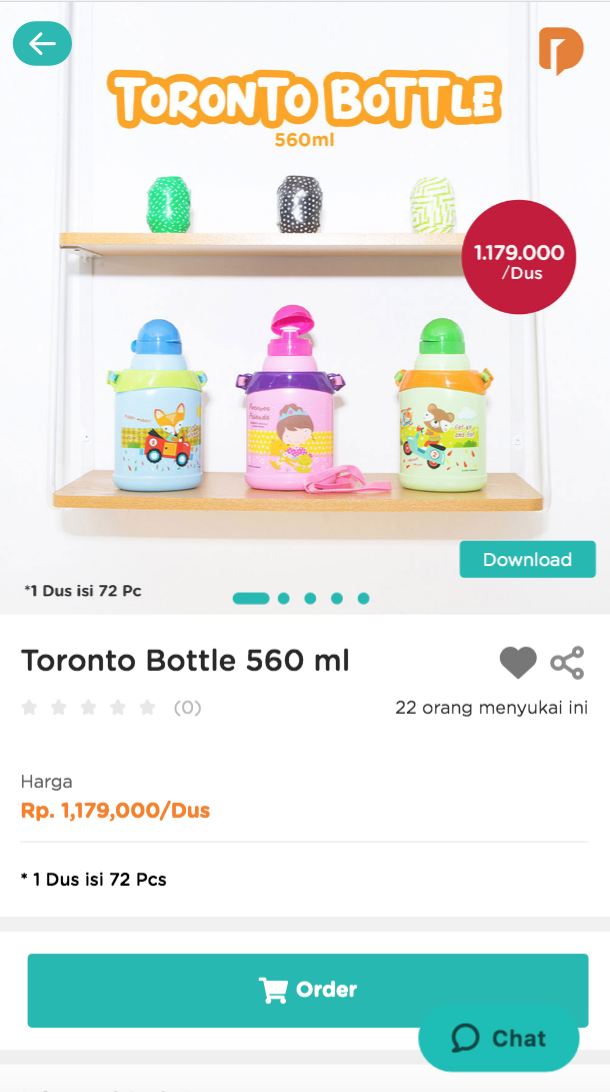 TORONTO BOTTLE
560ml
1.179.000
/Dus
Download
*1 Dus isi 72 Pc
Toronto Bottle 560 ml
(0)
22 orang menyukai ini
Harga
Rp. 1,179,000/Dus
* 1 Dus isi 72 Pcs
Order
Chat